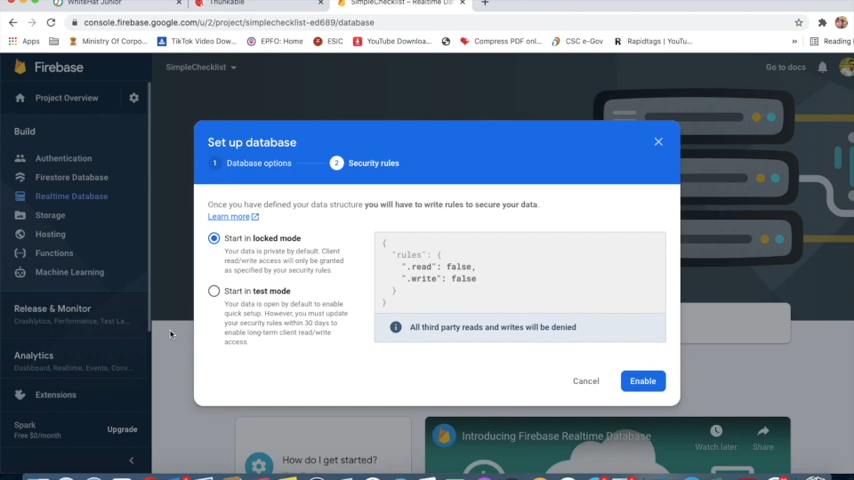 WhiteHat Junior
Thunkable
SimpleChecklist – Realtime Dat
console.firebase.google.com/u/2/project/simplechecklist-ed689/database
Apps
Ministry Of Corpo...
TikTok Video Dow...
EPFO: Home
ESIC
YouTube Downloa...
Compress PDF onl...
CSC e-Gov
Rapidtags | YouTu...
»
Reading
Firebase
SimpleChecklist
Go to docs
Project Overview
Build
Authentication
Firestore Database
Realtime Database
Storage
Hosting
Functions
Machine Learning
Release & Monitor
Crashlytics, Performance, Test La...
Analytics
Dashboard, Realtime, Events, Conv...
Extensions
Spark
Free $0/month
Upgrade
Set up database
1 Database options
2 Security rules
Once you have defined your data structure you will have to write rules to secure your data.
Learn more
Start in locked mode
Your data is private by default. Client
read/write access will only be granted
as specified by your security rules.
Start in test mode
Your data is open by default to enable
quick setup. However, you must update
your security rules within 30 days to
enable long-term client read/write
access.
{
"rules": {
".read": false,
".write": false
}
}
All third party reads and writes will be denied
Cancel
Enable
How do I get started?
Introducing Firebase Realtime Database
Watch later
Share